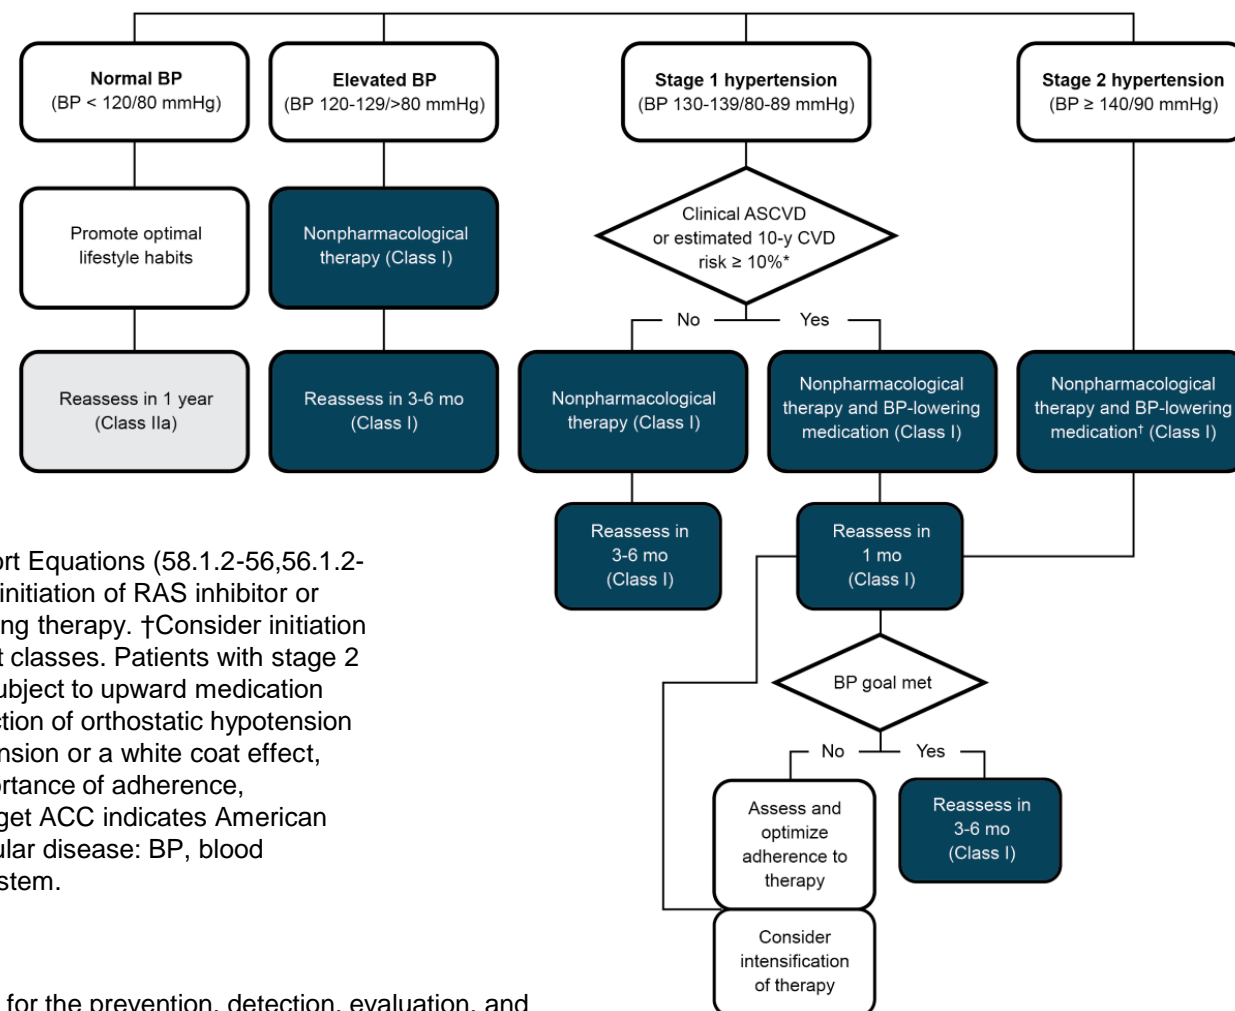 Normal BP
(BP < 120/80 mmHg)
Elevated BP
(BP 120-129/>80 mmHg)
Stage 1 hypertension
(BP 130-139/80-89 mmHg)
Stage 2 hypertension
(BP ≥ 140/90 mmHg)
Promote optimal
lifestyle habits
Nonpharmacological
therapy (Class I)
Clinical ASCVD
or estimated 10-y CVD
risk ≥ 10%*
No
Yes
Reassess in 1 year
(Class IIa)
Reassess in 3-6 mo
(Class I)
Nonpharmacological
therapy (Class I)
Nonpharmacological
therapy and BP-lowering
medication (Class I)
Nonpharmacological
therapy and BP-lowering
medication† (Class I)
Reassess in
3-6 mo
(Class I)
Reassess in
1 mo
(Class I)
BP goal met
No
Yes
Assess and
optimize
adherence to
therapy
Reassess in
3-6 mo
(Class I)
Consider
intensification
of therapy
ort Equations (58.1.2-56,56.1.2-
initiation of RAS inhibitor or
ing therapy. †Consider initiation
t classes. Patients with stage 2
ubject to upward medication
ction of orthostatic hypotension
ension or a white coat effect,
ortance of adherence,
get ACC indicates American
ular disease: BP, blood
stem.
for the prevention, detection, evaluation, and